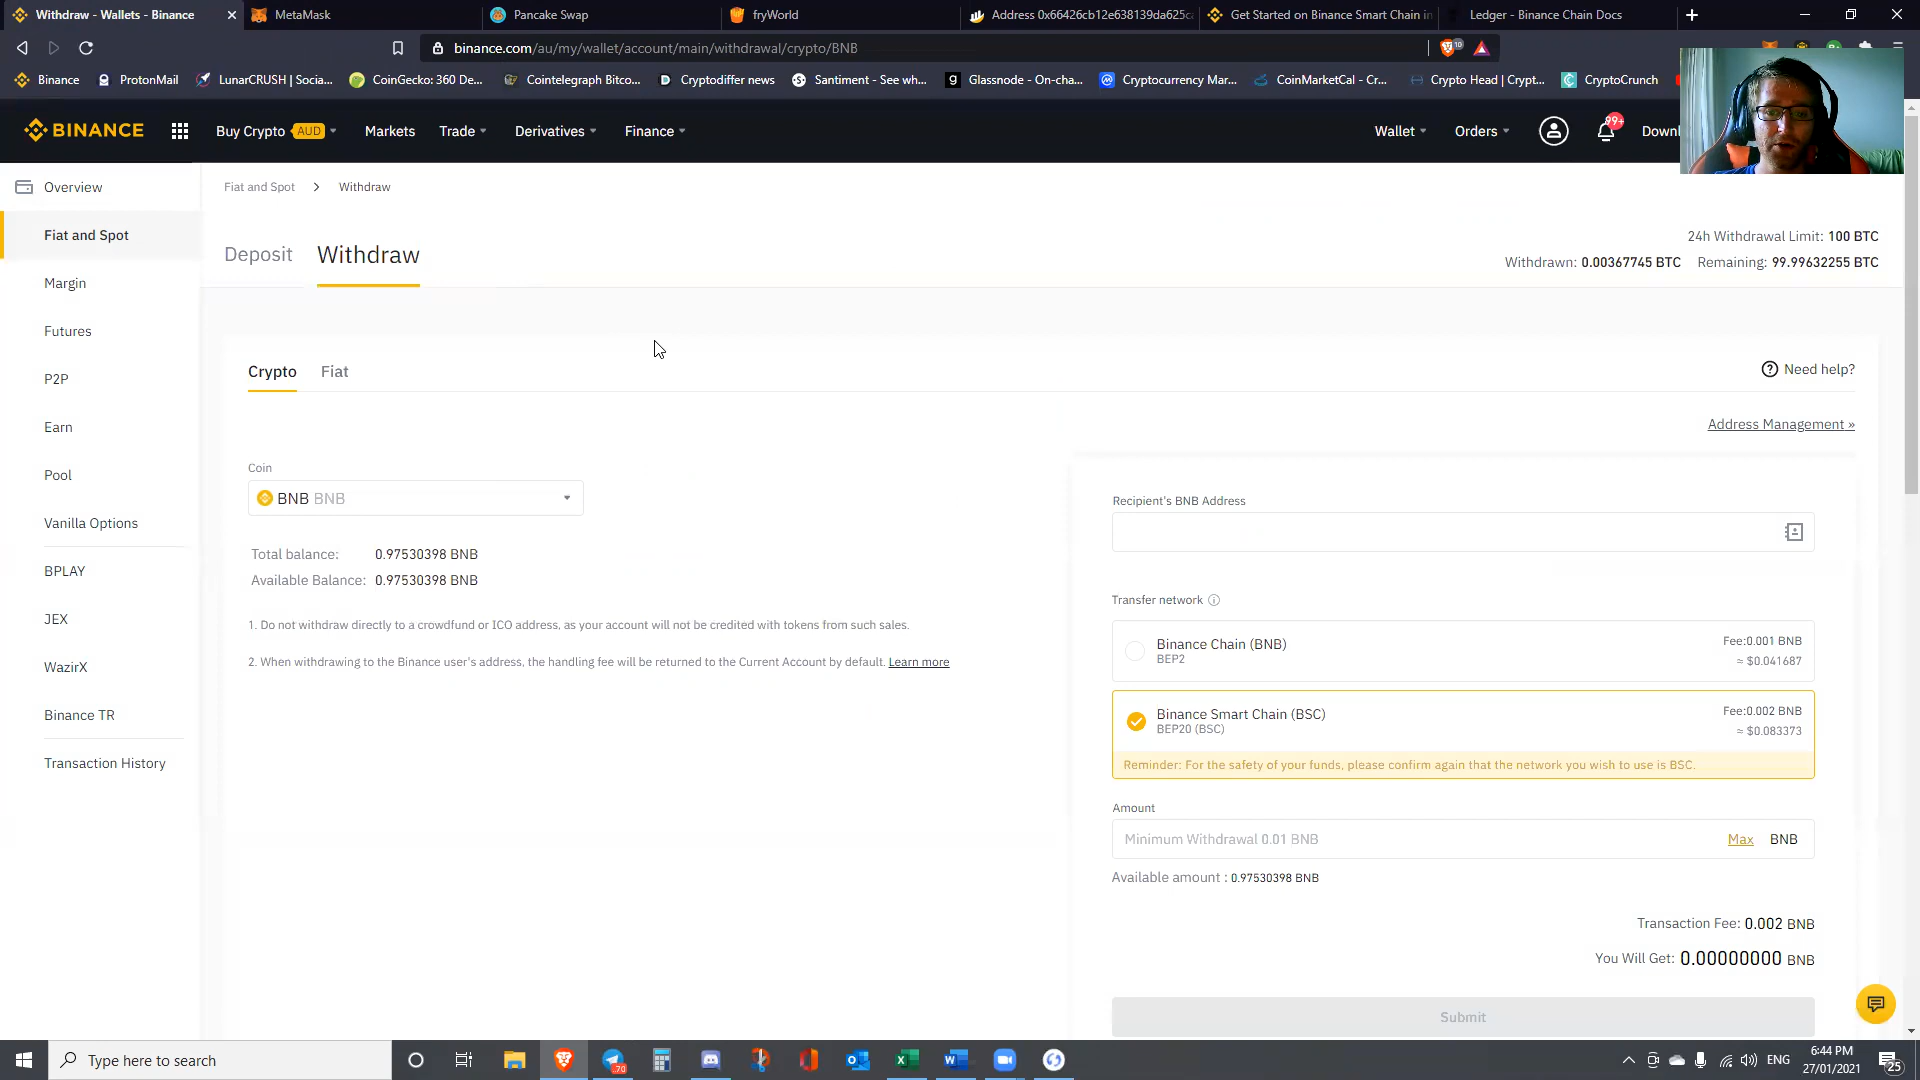 Withdraw - Wallets - Binance
MetaMask
Pancake Swap
fryWorld
Address 0x66426cb12e638139da625c
Get Started on Binance Smart Chain in
Ledger - Binance Chain Docs
binance.com/au/my/wallet/account/main/withdrawal/crypto/BNB
Binance
ProtonMail
LunarCRUSH | Socia...
CoinGecko: 360 De...
Cointelegraph Bitco...
Cryptodiffer news
Santiment - See wh...
Glassnode - On-cha...
Cryptocurrency Mar...
CoinMarketCal - Cr...
Crypto Head | Crypt...
CryptoCrunch
BINANCE
Buy Crypto AUD
Markets
Trade
Derivatives
Finance
Wallet
Orders
99+
Downl
Overview
Fiat and Spot
Margin
Futures
P2P
Earn
Pool
Vanilla Options
BPLAY
JEX
WazirX
Binance TR
Transaction History
Fiat and Spot > Withdraw
Deposit Withdraw
24h Withdrawal Limit: 100 BTC
Withdrawn: 0.00367745 BTC Remaining: 99.99632255 BTC
Crypto Fiat
Need help?
Address Management »
Coin
BNB BNB
Total balance: 0.97530398 BNB
Available Balance: 0.97530398 BNB
1. Do not withdraw directly to a crowdfund or ICO address, as your account will not be credited with tokens from such sales.
2. When withdrawing to the Binance user's address, the handling fee will be returned to the Current Account by default. Learn more
Recipient's BNB Address
Transfer network
Binance Chain (BNB)
BEP2
Fee:0.001 BNB
≈ $0.041687
Binance Smart Chain (BSC)
BEP20 (BSC)
Fee:0.002 BNB
≈ $0.083373
Reminder: For the safety of your funds, please confirm again that the network you wish to use is BSC.
Amount
Minimum Withdrawal 0.01 BNB
Max BNB
Available amount : 0.97530398 BNB
Transaction Fee: 0.002 BNB
You Will Get: 0.00000000 BNB
Submit
Type here to search
70
ENG
6:44 PM
27/01/2021
25